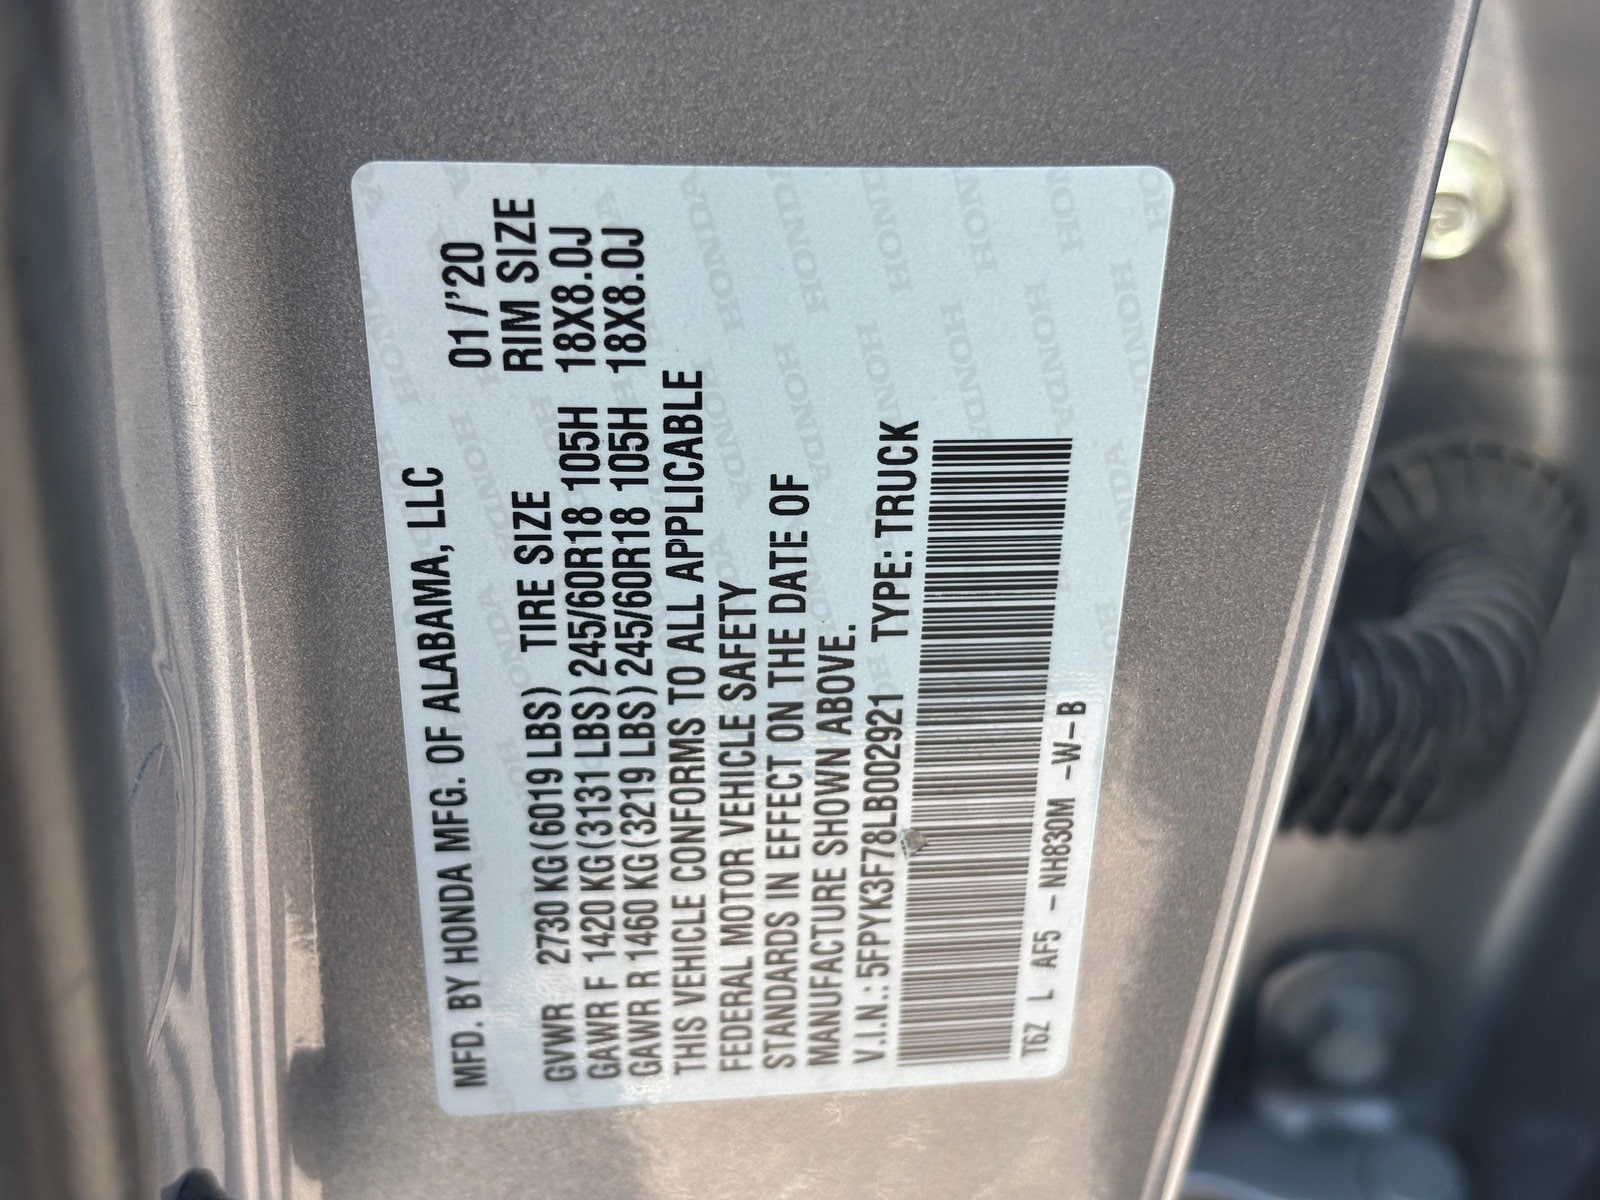 MFD. BY HONDA MFG. OF ALABAMA, LLC
01/'20
GVWR 2730 KG(6019 LBS) TIRE SIZE RIM SIZE
GAWR F 1420 KG(3131 LBS) 245/60R18 105H 18X8.0J
GAWR R 1460 KG(3219 LBS) 245/60R18 105H 18X8.0J
THIS VEHICLE CONFORMS TO ALL APPLICABLE
FEDERAL MOTOR VEHICLE SAFETY
STANDARDS IN EFFECT ON THE DATE OF
MANUFACTURE SHOWN ABOVE.
V.I.N.: 5FPYK3F78LB002921 TYPE: TRUCK
T6Z L AF5 -NH830M -W-B